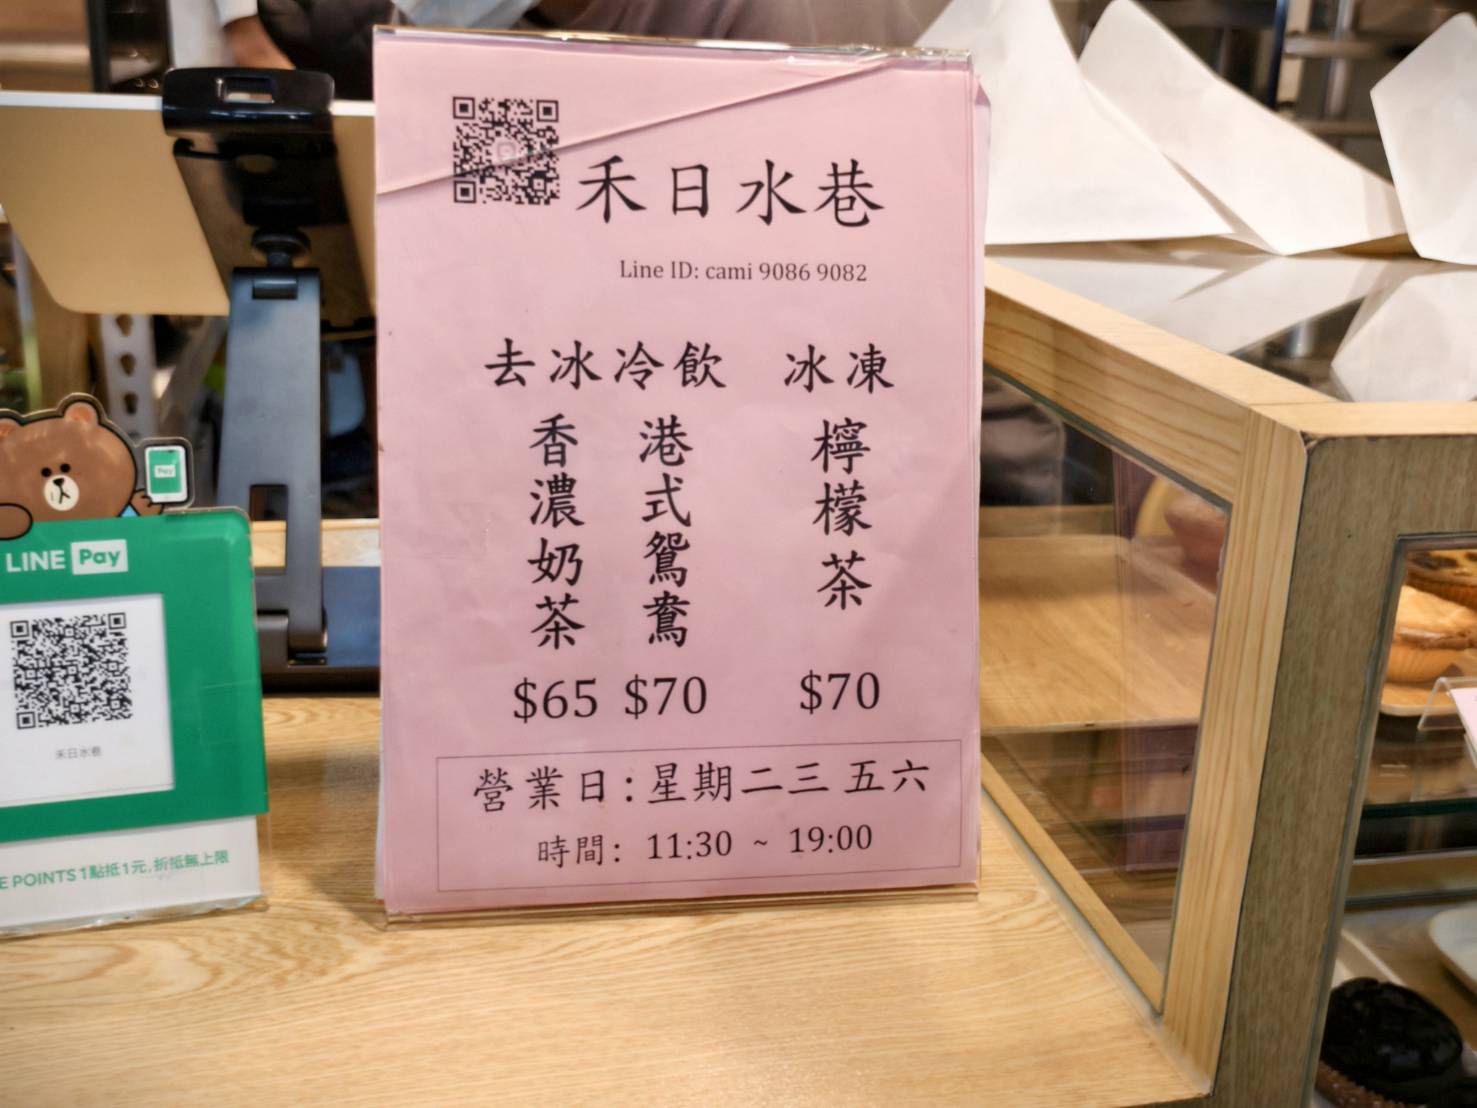 禾日水巷
Line ID: cami 9086 9082
去冰冷飲 冰凍
香濃奶茶
港式鴛鴦
檸檬茶
$65 $70 $70
營業日:星期二三 五六
時間: 11:30 ~ 19:00
Pay
LINE Pay
禾日水巷
E POINTS 1點抵1元,折抵無上限